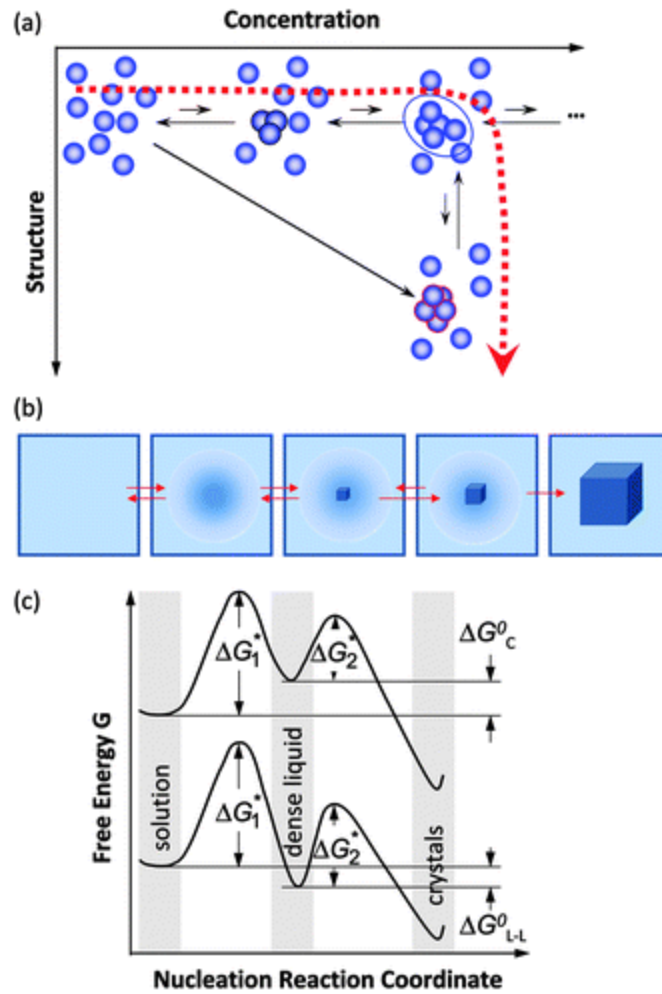 (a)
Concentration
...
Structure
(b)
(c)
ΔG₁*
ΔG₂*
ΔG⁰C
Free Energy G
solution
dense liquid
crystals
ΔG₁*
ΔG₂*
ΔG⁰L-L
Nucleation Reaction Coordinate